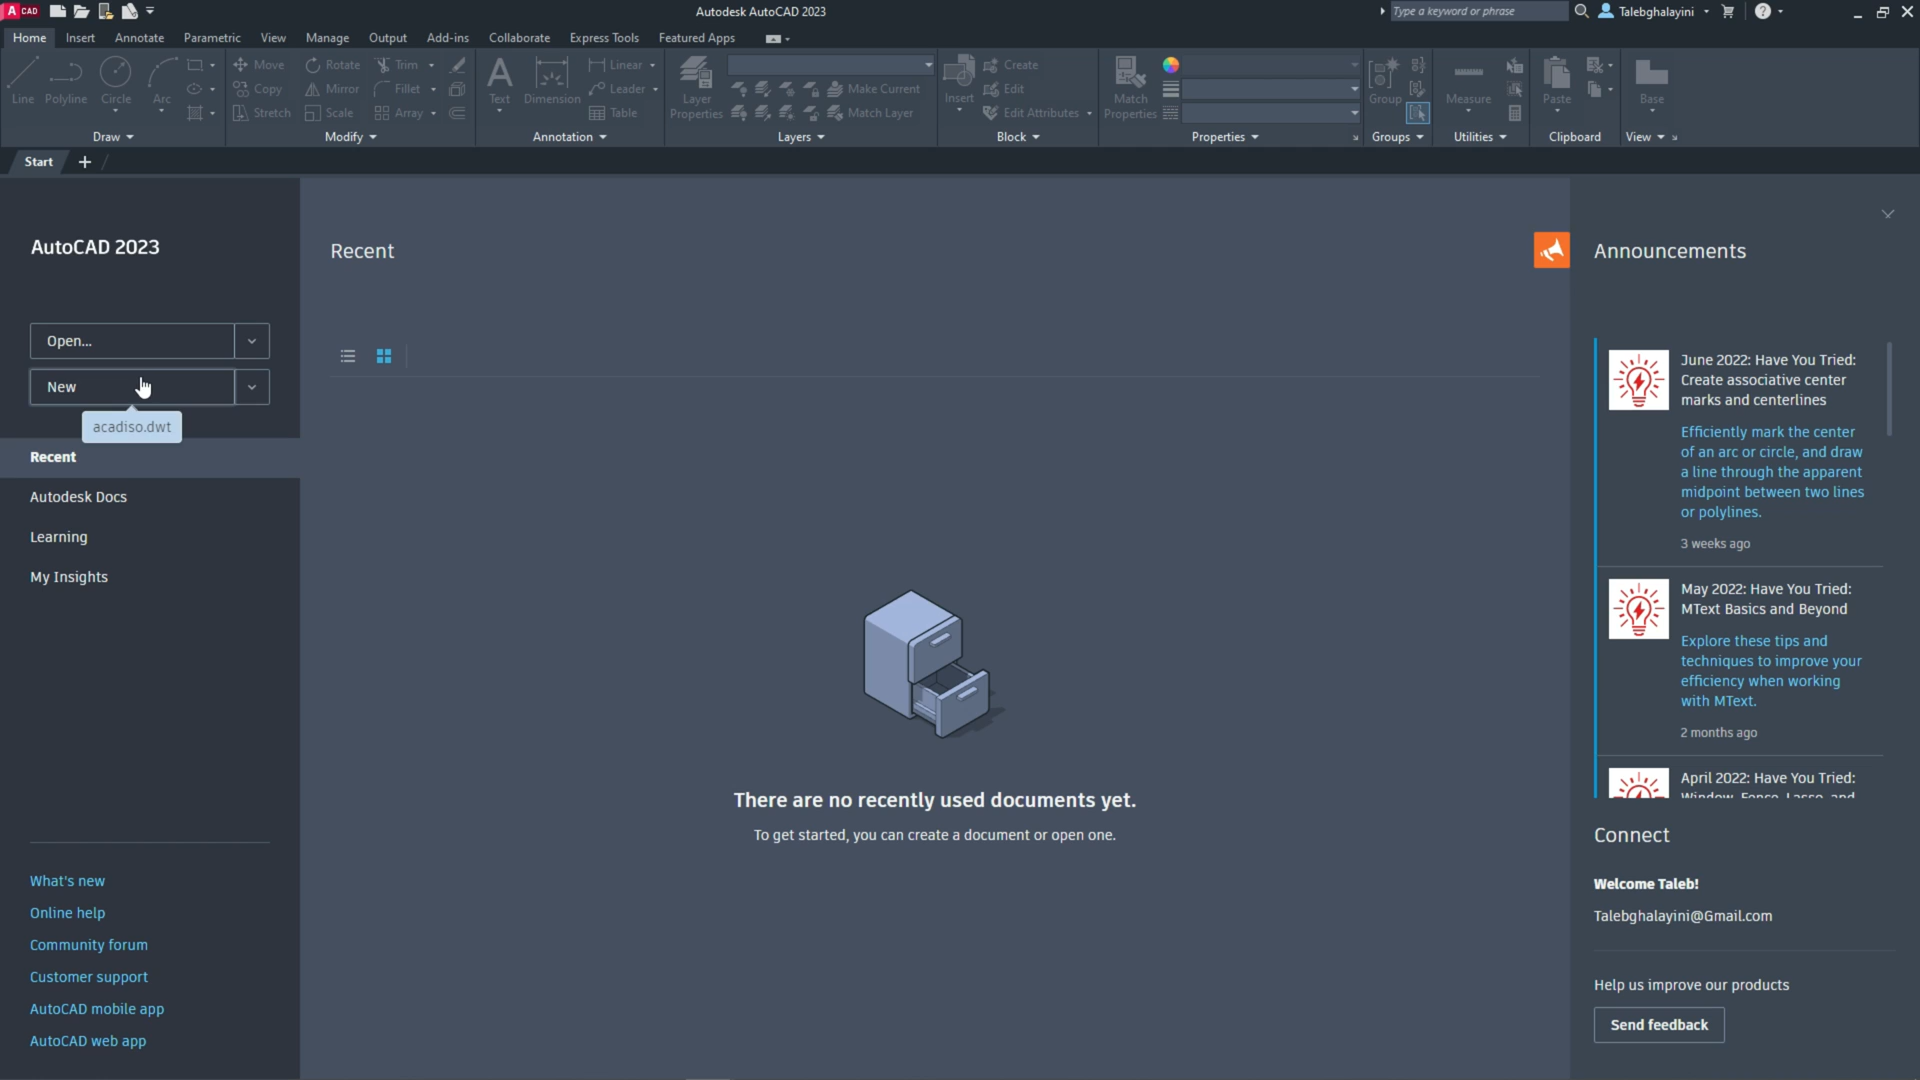 A CAD
Autodesk AutoCAD 2023
Type a keyword or phrase
Talebghalayini
Home
Insert
Annotate
Parametric
View
Manage
Output
Add-ins
Collaborate
Express Tools
Featured Apps
Line
Polyline
Circle
Arc
Draw
Move
Copy
Stretch
Rotate
Mirror
Scale
Trim
Fillet
Array
Modify
Text
Dimension
Linear
Leader
Table
Annotation
Layer
Properties
Make Current
Match Layer
Layers
Insert
Create
Edit
Edit Attributes
Block
Match
Properties
Properties
Group
Groups
Measure
Utilities
Paste
Clipboard
Base
View
Start
AutoCAD 2023
Open...
New
acadiso.dwt
Recent
Autodesk Docs
Learning
My Insights
What's new
Online help
Community forum
Customer support
AutoCAD mobile app
AutoCAD web app
Recent
There are no recently used documents yet.
To get started, you can create a document or open one.
Announcements
June 2022: Have You Tried:
Create associative center
marks and centerlines
Efficiently mark the center
of an arc or circle, and draw
a line through the apparent
midpoint between two lines
or polylines.
3 weeks ago
May 2022: Have You Tried:
MText Basics and Beyond
Explore these tips and
techniques to improve your
efficiency when working
with MText.
2 months ago
April 2022: Have You Tried:
Window, Fence, Lasso, and
Connect
Welcome Taleb!
Talebghalayini@Gmail.com
Help us improve our products
Send feedback